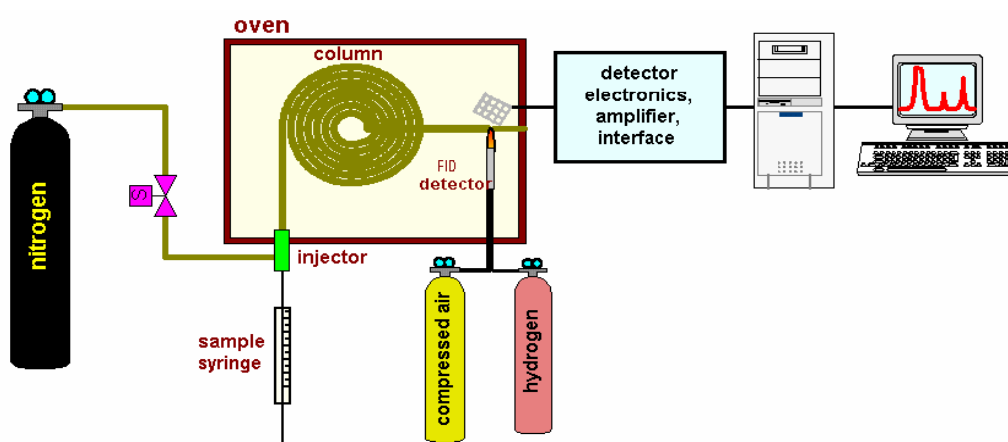 oven
column
detector
electronics,
amplifier,
interface
FID
detector
nitrogen
S
injector
sample
syringe
compressed air
hydrogen